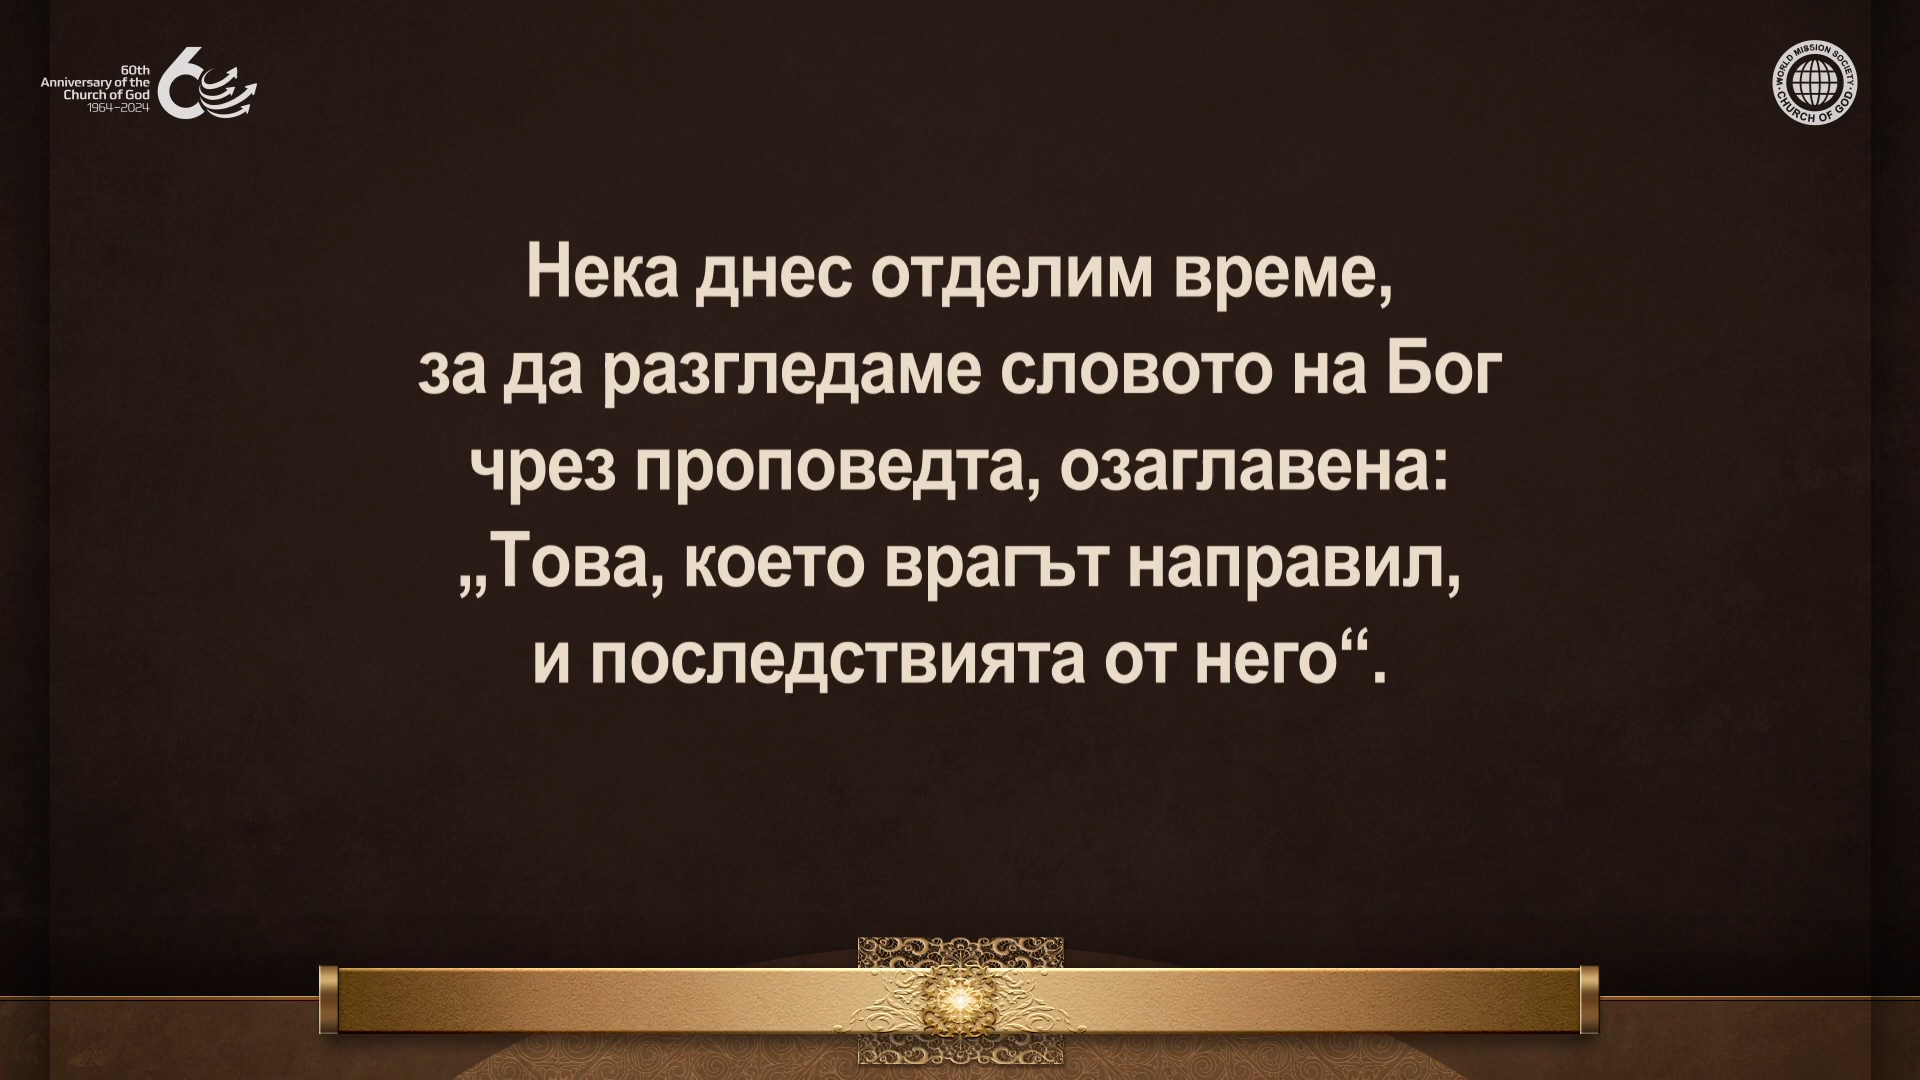 60th
Anniversary of the
Church of God
1964–2024
WORLD MISSION SOCIETY
CHURCH OF GOD
Нека днес отделим време,
за да разгледаме словото на Бог
чрез проповедта, озаглавена:
„Това, което врагът направил,
и последствията от него“.